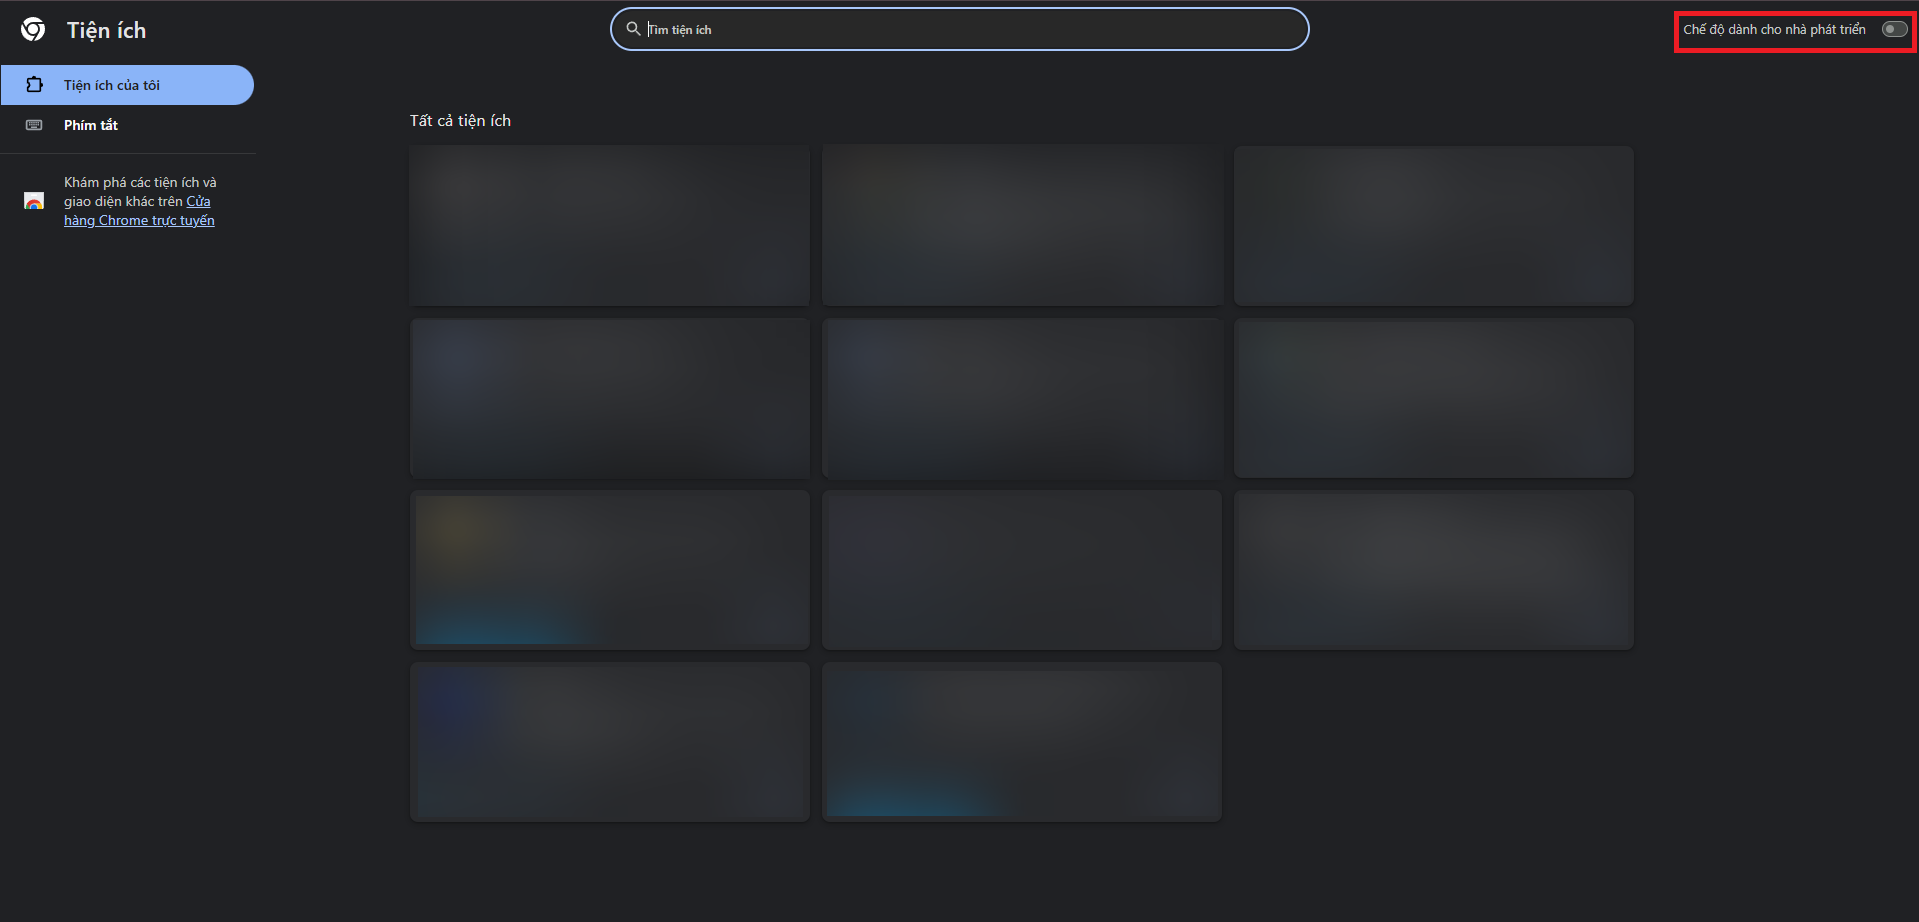 Tiện ích
Tìm tiện ích
Chế độ dành cho nhà phát triển
Tiện ích của tôi
Phím tắt
Khám phá các tiện ích và
giao diện khác trên Cửa
hàng Chrome trực tuyến
Tất cả tiện ích